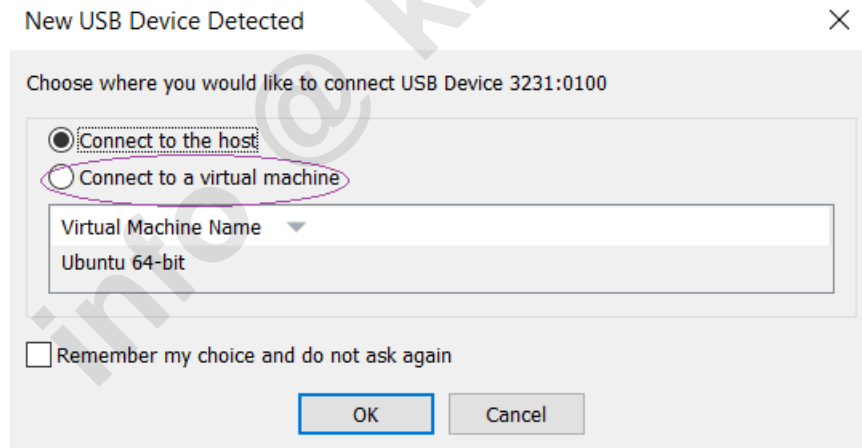 New USB Device Detected
Choose where you would like to connect USB Device 3231:0100
Connect to the host
Connect to a virtual machine
Virtual Machine Name
Ubuntu 64-bit
Remember my choice and do not ask again
OK Cancel
info @